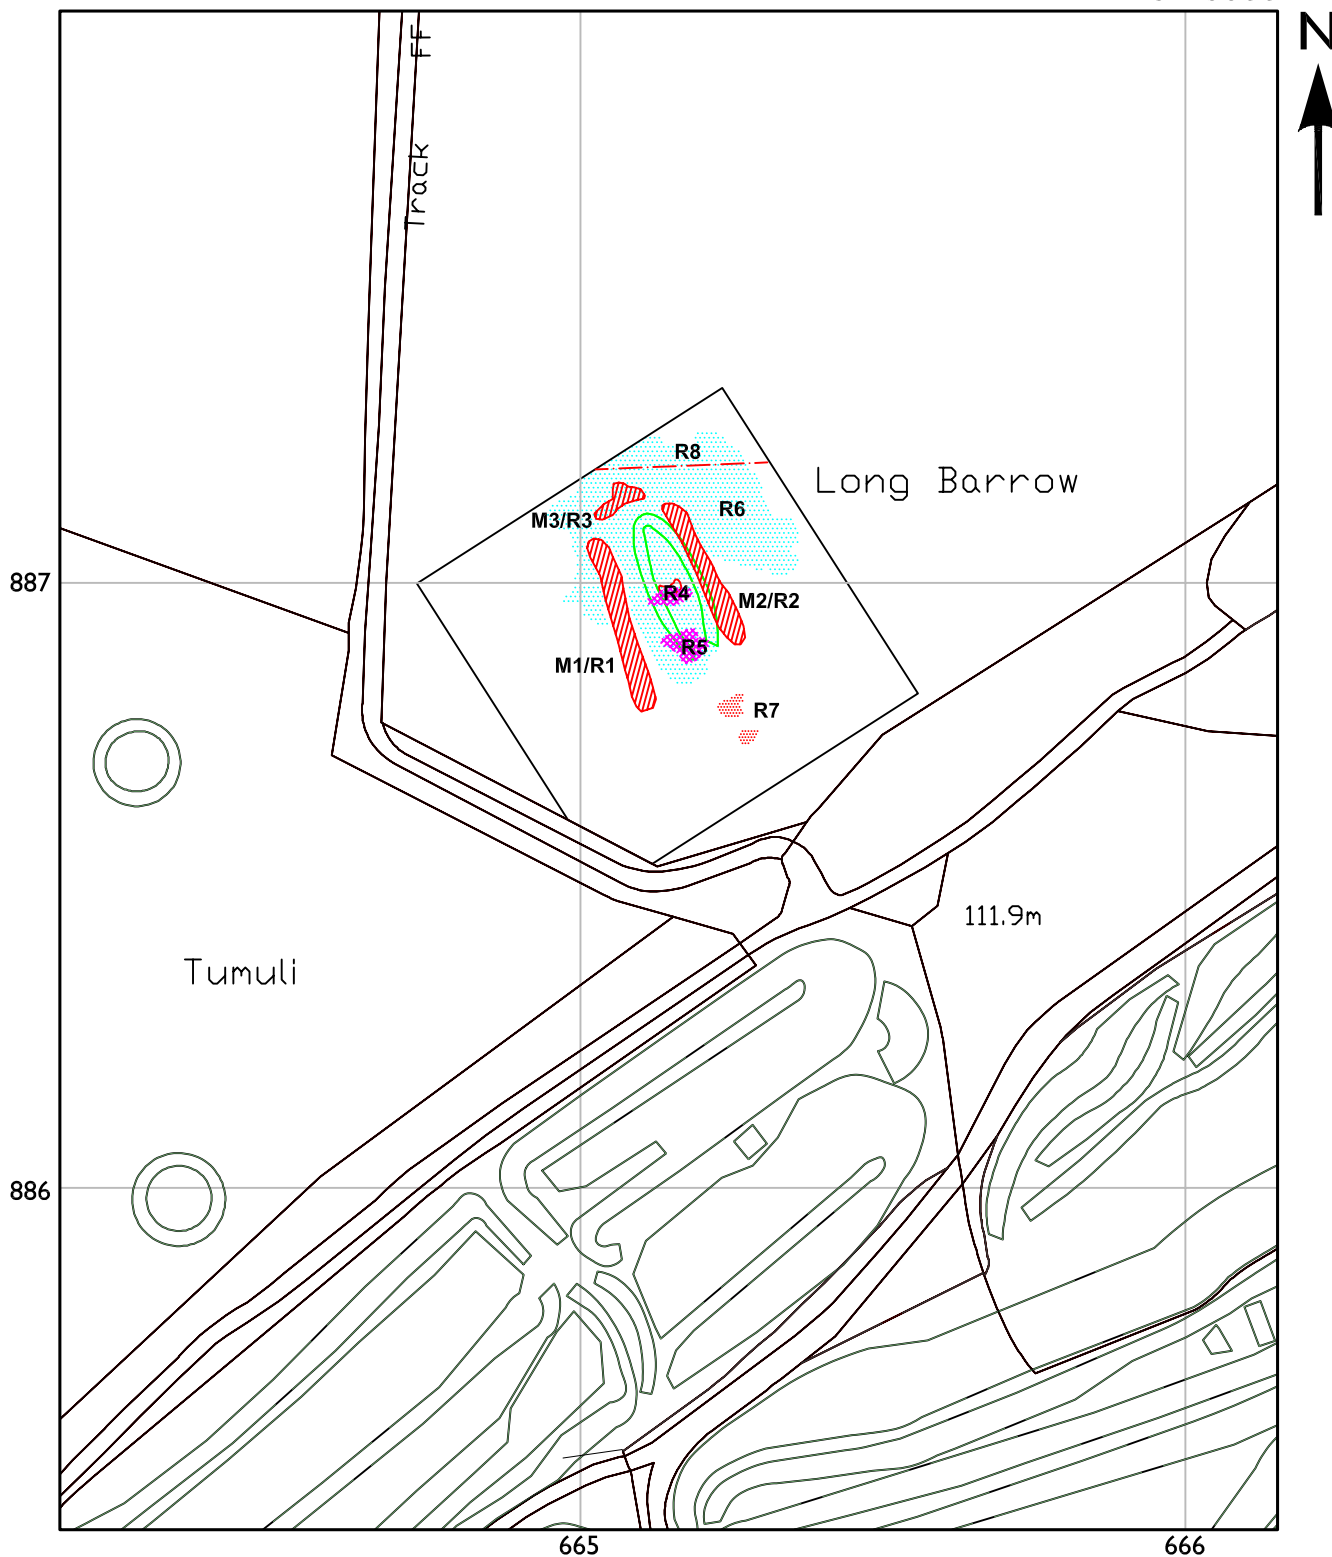 N
FF
Track
R8
Long Barrow
R6
M3/R3
887
R4
M2/R2
R5
M1/R1
R7
111.9m
Tumuli
886
665
666